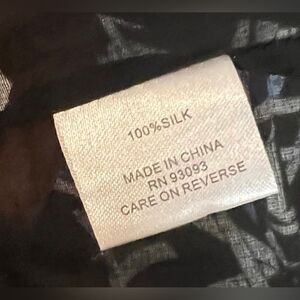 100%SILK
MADE IN CHINA
RN 93093
CARE ON REVERSE